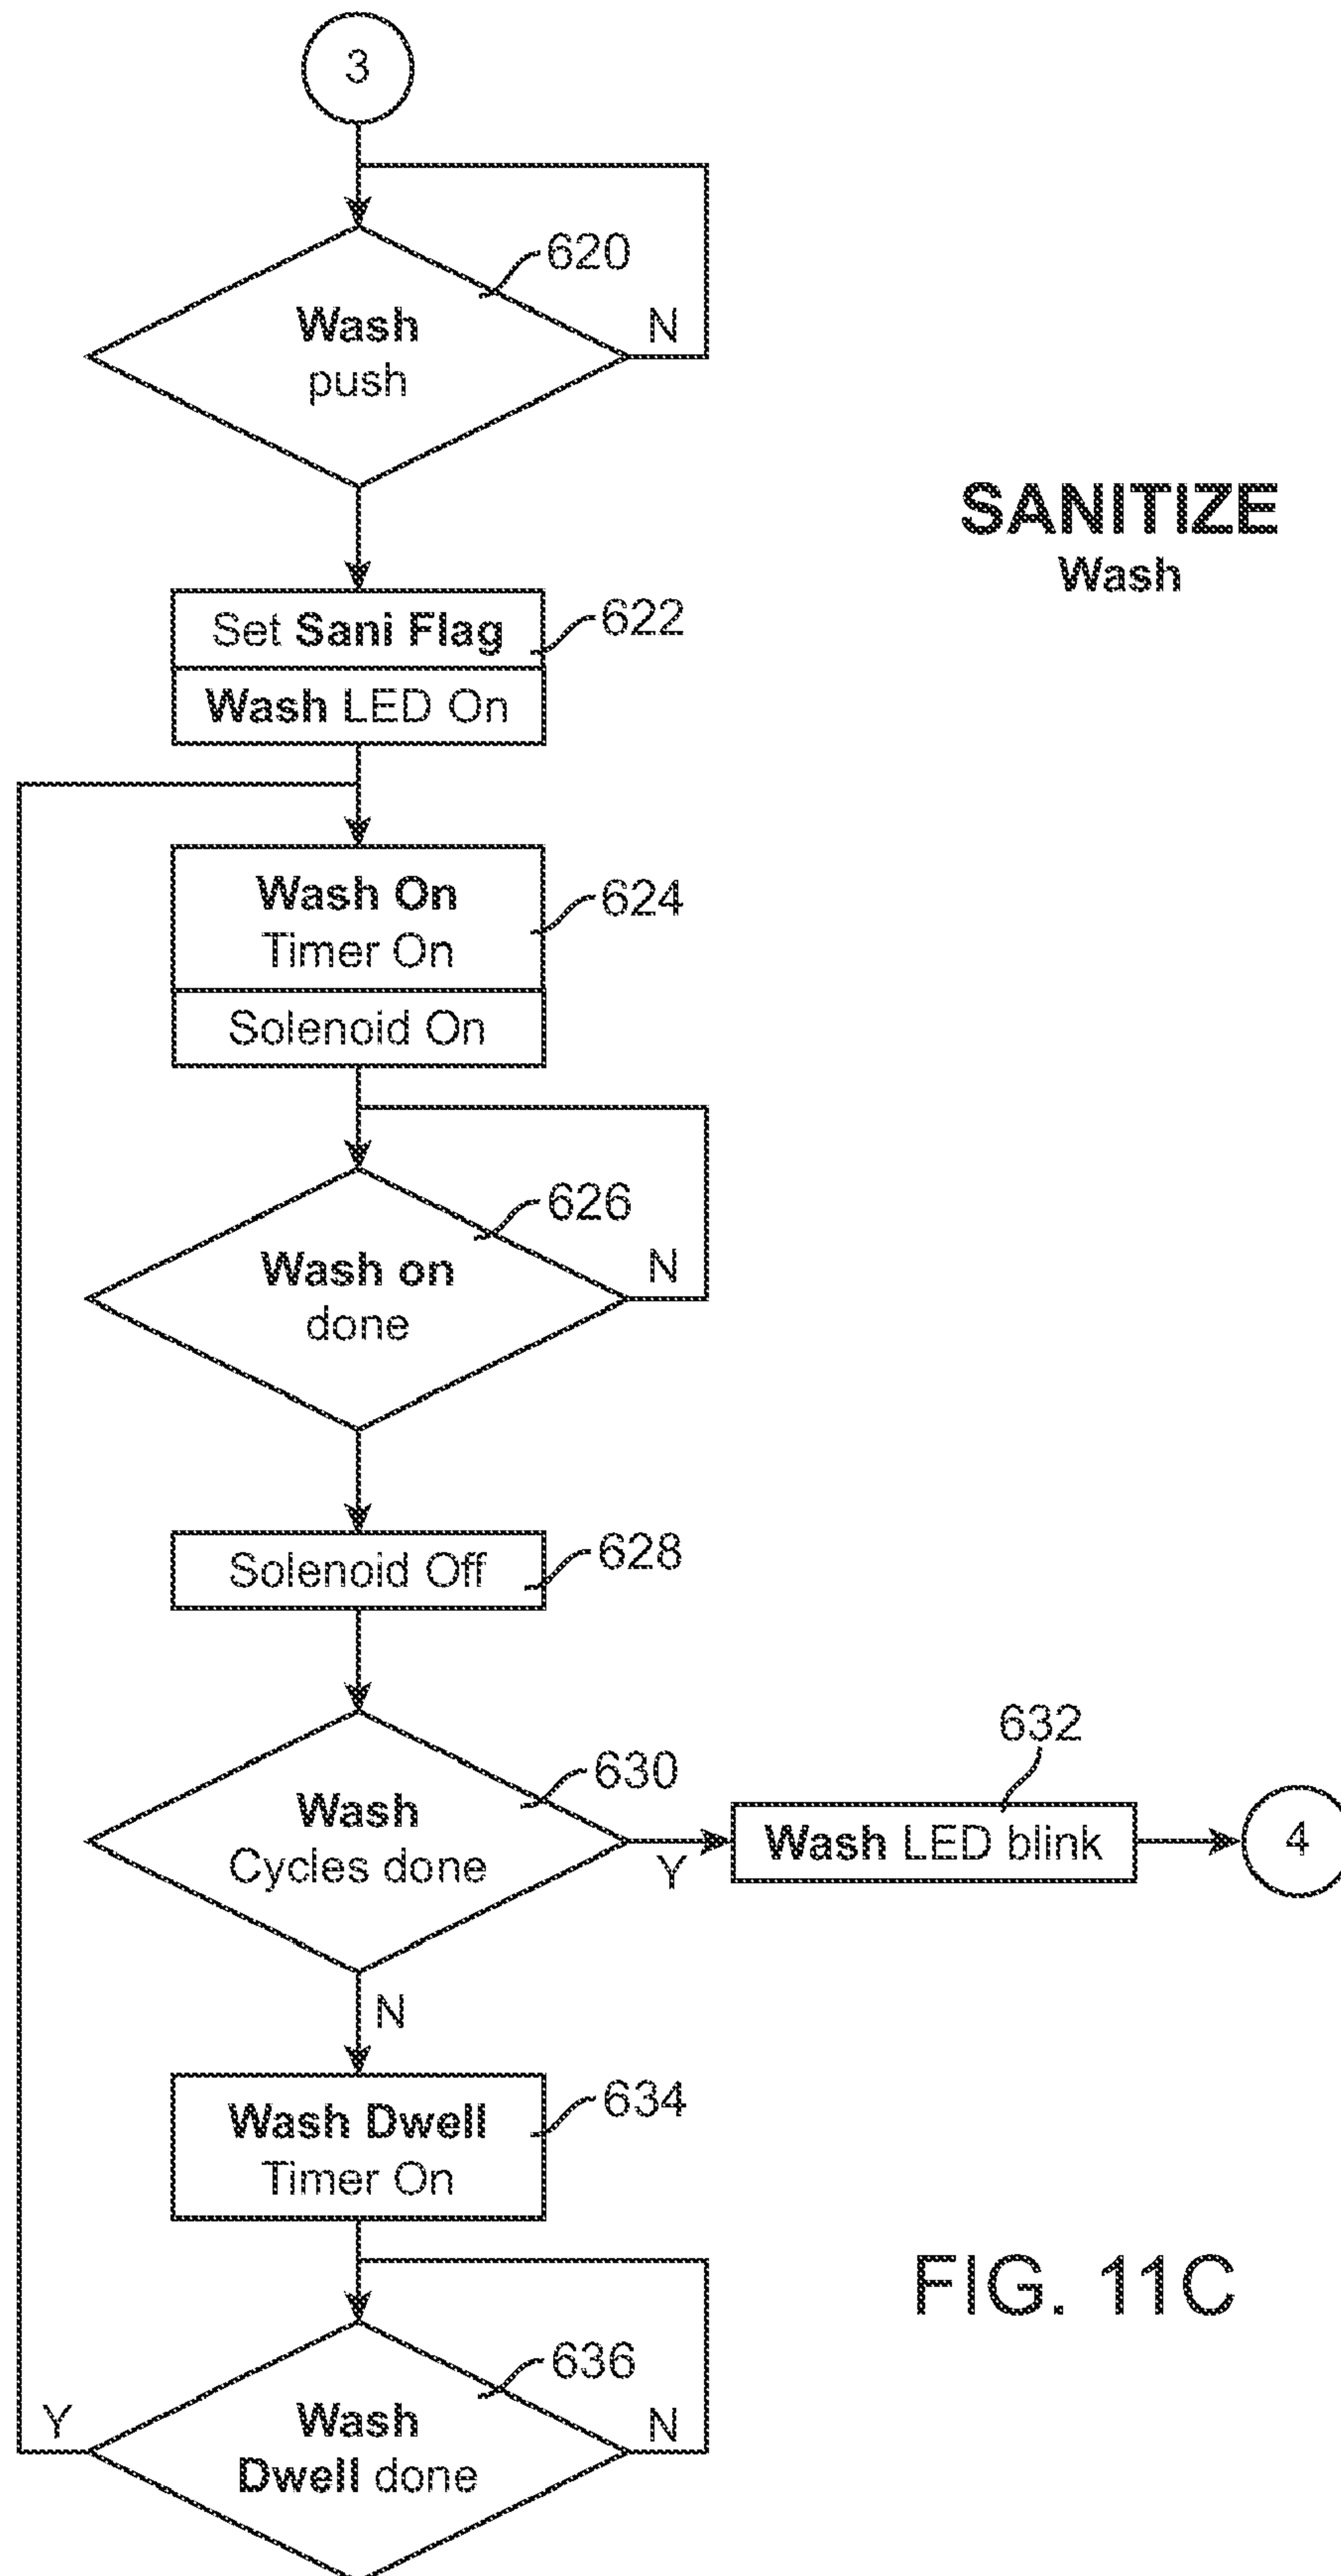 3
620
Wash
push
N
SANITIZE
Wash
Set Sani Flag
622
Wash LED On
Wash On
Timer On
624
Solenoid On
626
Wash on
done
N
Solenoid Off
628
630
Wash
Cycles done
Y
632
Wash LED blink
4
N
Wash Dwell
Timer On
634
636
Y
Wash
Dwell done
N
FIG. 11C